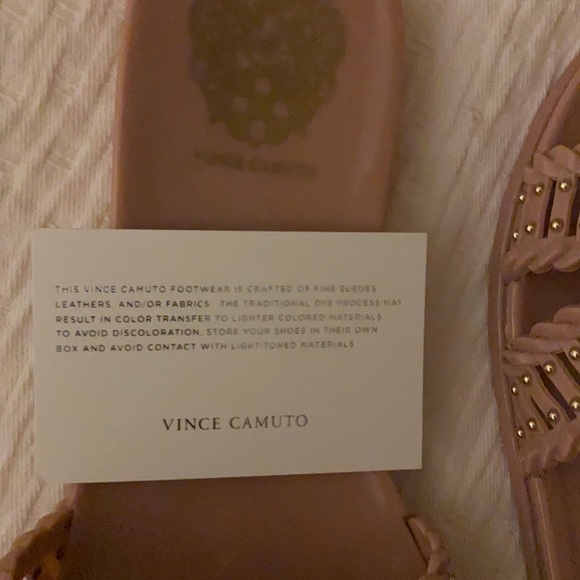 VINCE CAMUTO
THIS VINCE CAMUTO FOOTWEAR IS CRAFTED OF FINE SUEDES,
LEATHERS, AND/OR FABRICS. THE TRADITIONAL DYE PROCESS MAY
RESULT IN COLOR TRANSFER TO LIGHTER COLORED MATERIALS.
TO AVOID DISCOLORATION, STORE YOUR SHOES IN THEIR OWN
BOX AND AVOID CONTACT WITH LIGHT-TONED MATERIALS
VINCE CAMUTO